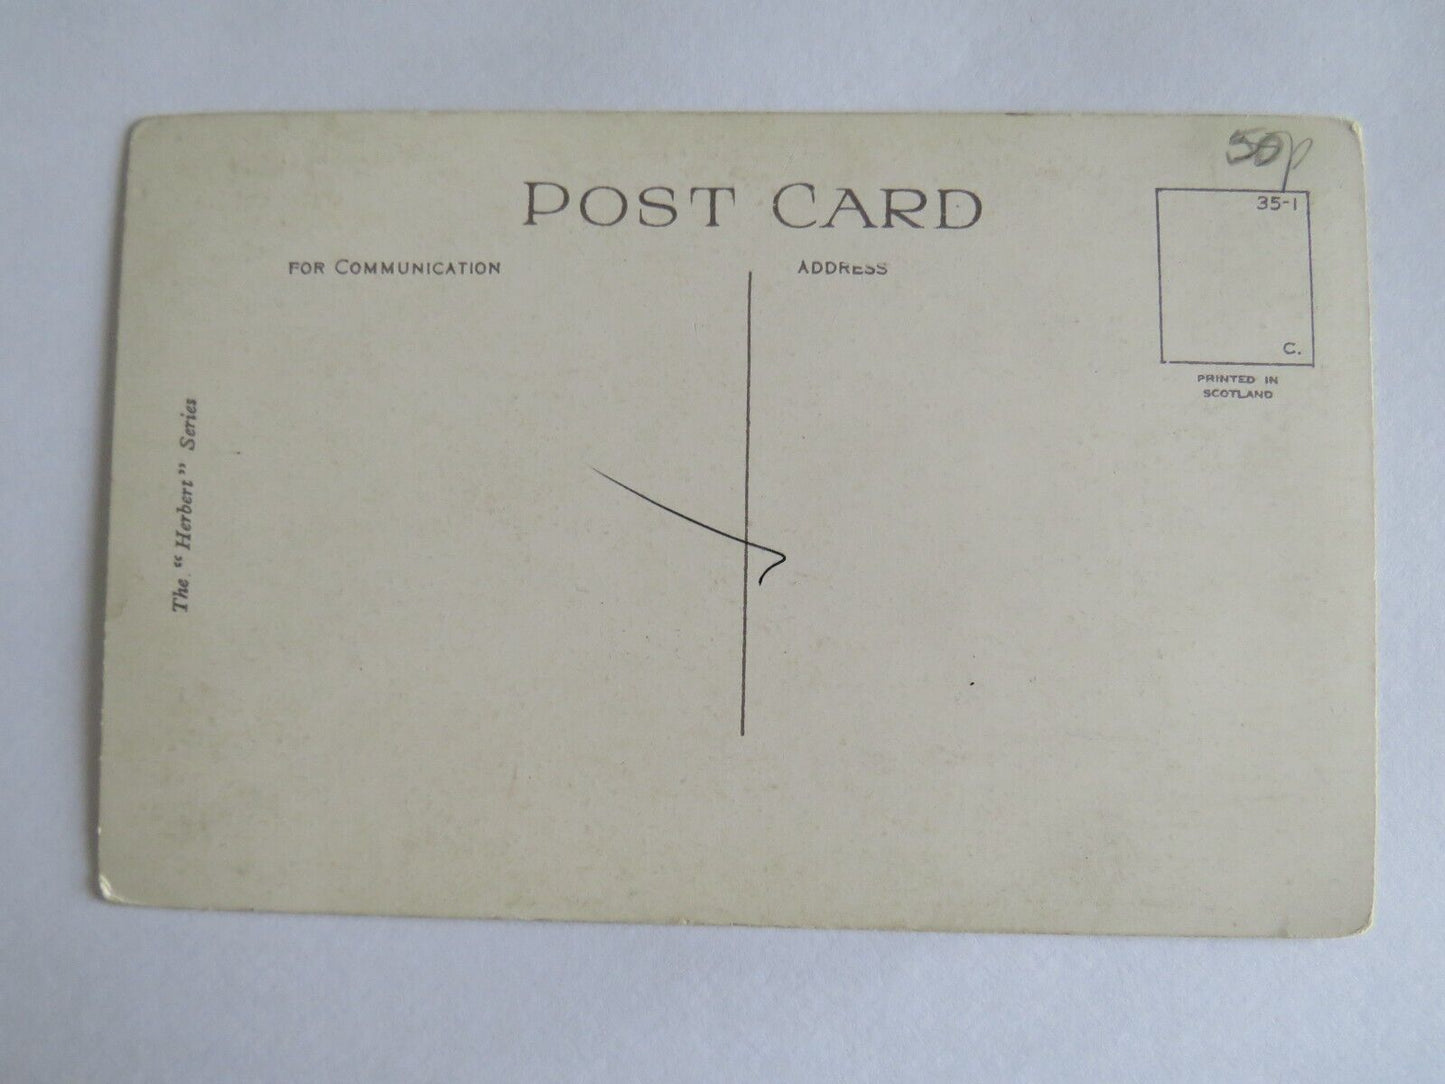 50p
POST CARD
35-1
FOR COMMUNICATION
ADDRESS
C.
PRINTED IN
SCOTLAND
The "Herbert" Series